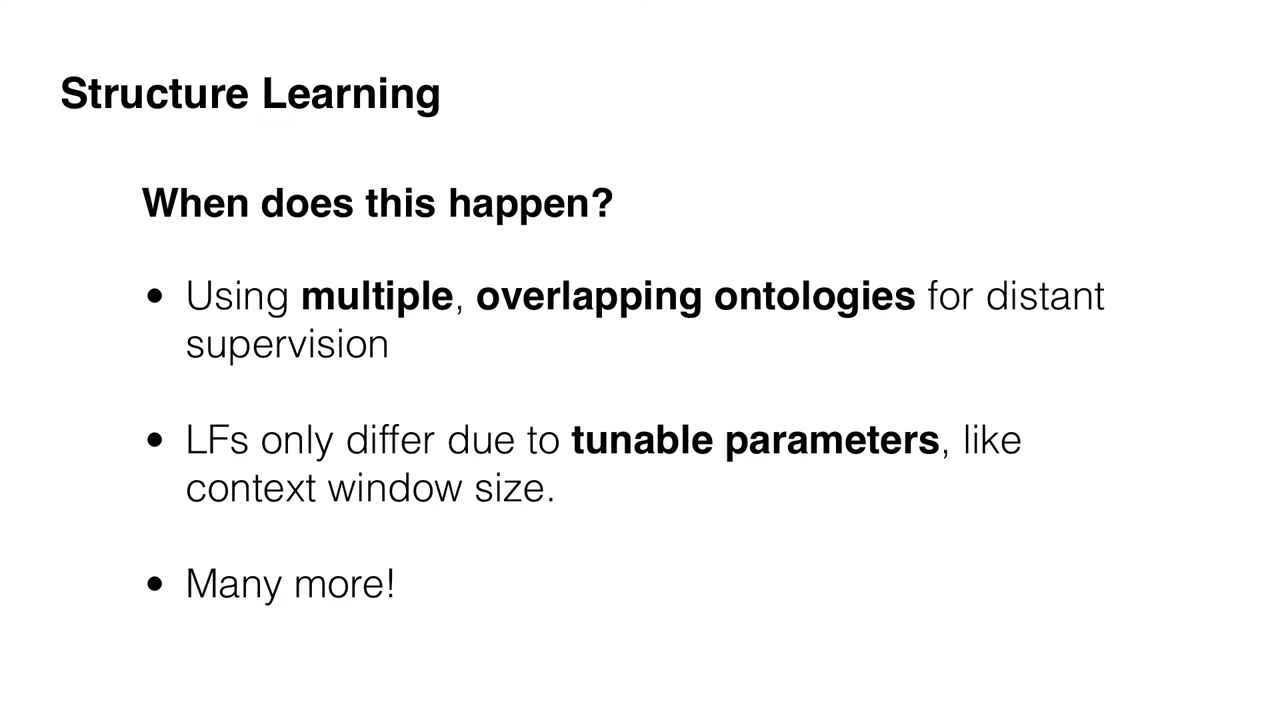 Structure Learning
When does this happen?
• Using multiple, overlapping ontologies for distant
supervision
• LFs only differ due to tunable parameters, like
context window size.
• Many more!